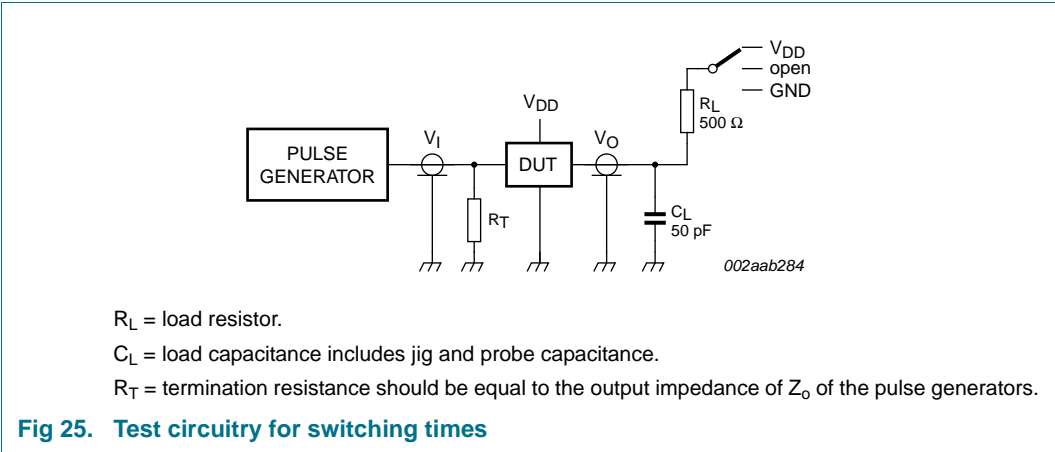 VDD
open
GND
RL
500 Ω
VDD
VI
VO
PULSE
GENERATOR
DUT
RT
CL
50 pF
002aab284
RL = load resistor.
CL = load capacitance includes jig and probe capacitance.
RT = termination resistance should be equal to the output impedance of Zo of the pulse generators.
Fig 25. Test circuitry for switching times